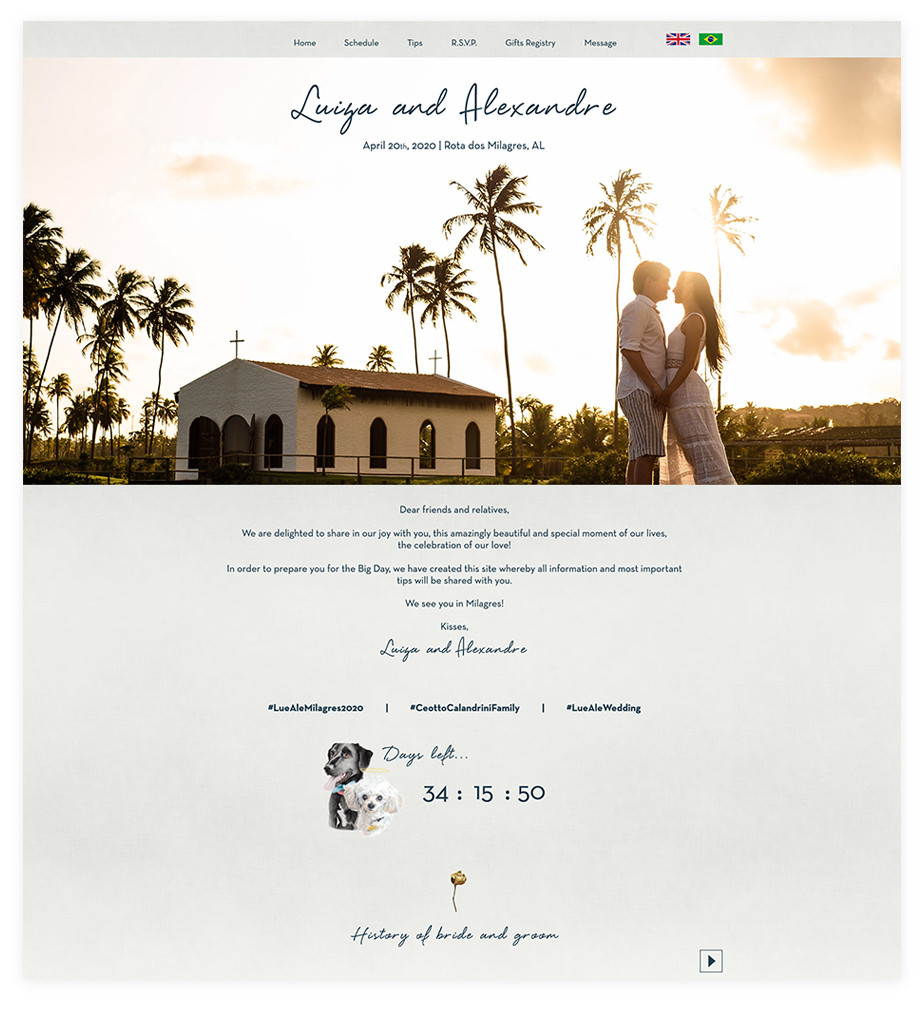 Home Schedule Tips R.S.V.P. Gifts Registry Message
Luiza and Alexandre
April 20th, 2020 | Rota dos Milagres, AL
Dear friends and relatives,
We are delighted to share in our joy with you, this amazingly beautiful and special moment of our lives,
the celebration of our love!
In order to prepare you for the Big Day, we have created this site whereby all information and most important
tips will be shared with you.
We see you in Milagres!
Kisses,
Luiza and Alexandre
#LueAleMilagres2020 | #CeottoCalandriniFamily | #LueAleWedding
Days left...
34 : 15 : 50
History of bride and groom